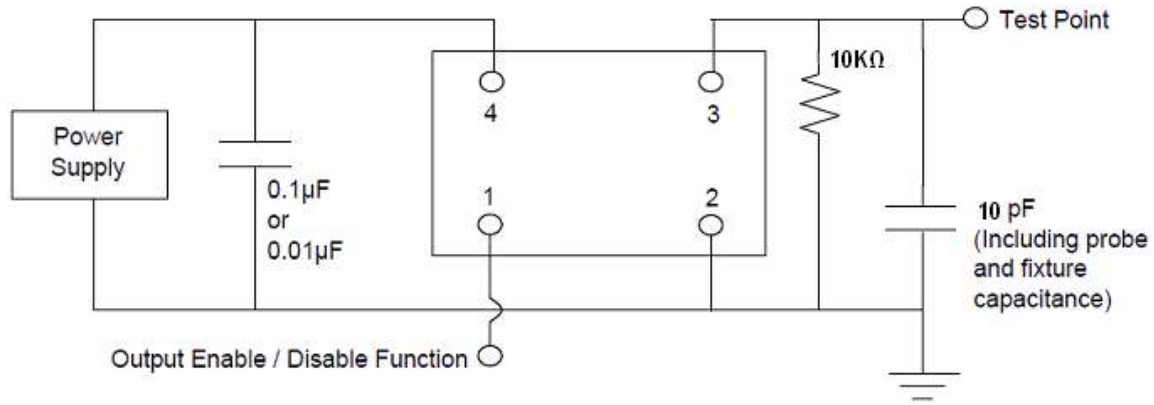 Test Point
10KΩ
4
3
Power
Supply
0.1µF
or
0.01µF
1
2
10 pF
(Including probe
and fixture
capacitance)
Output Enable / Disable Function